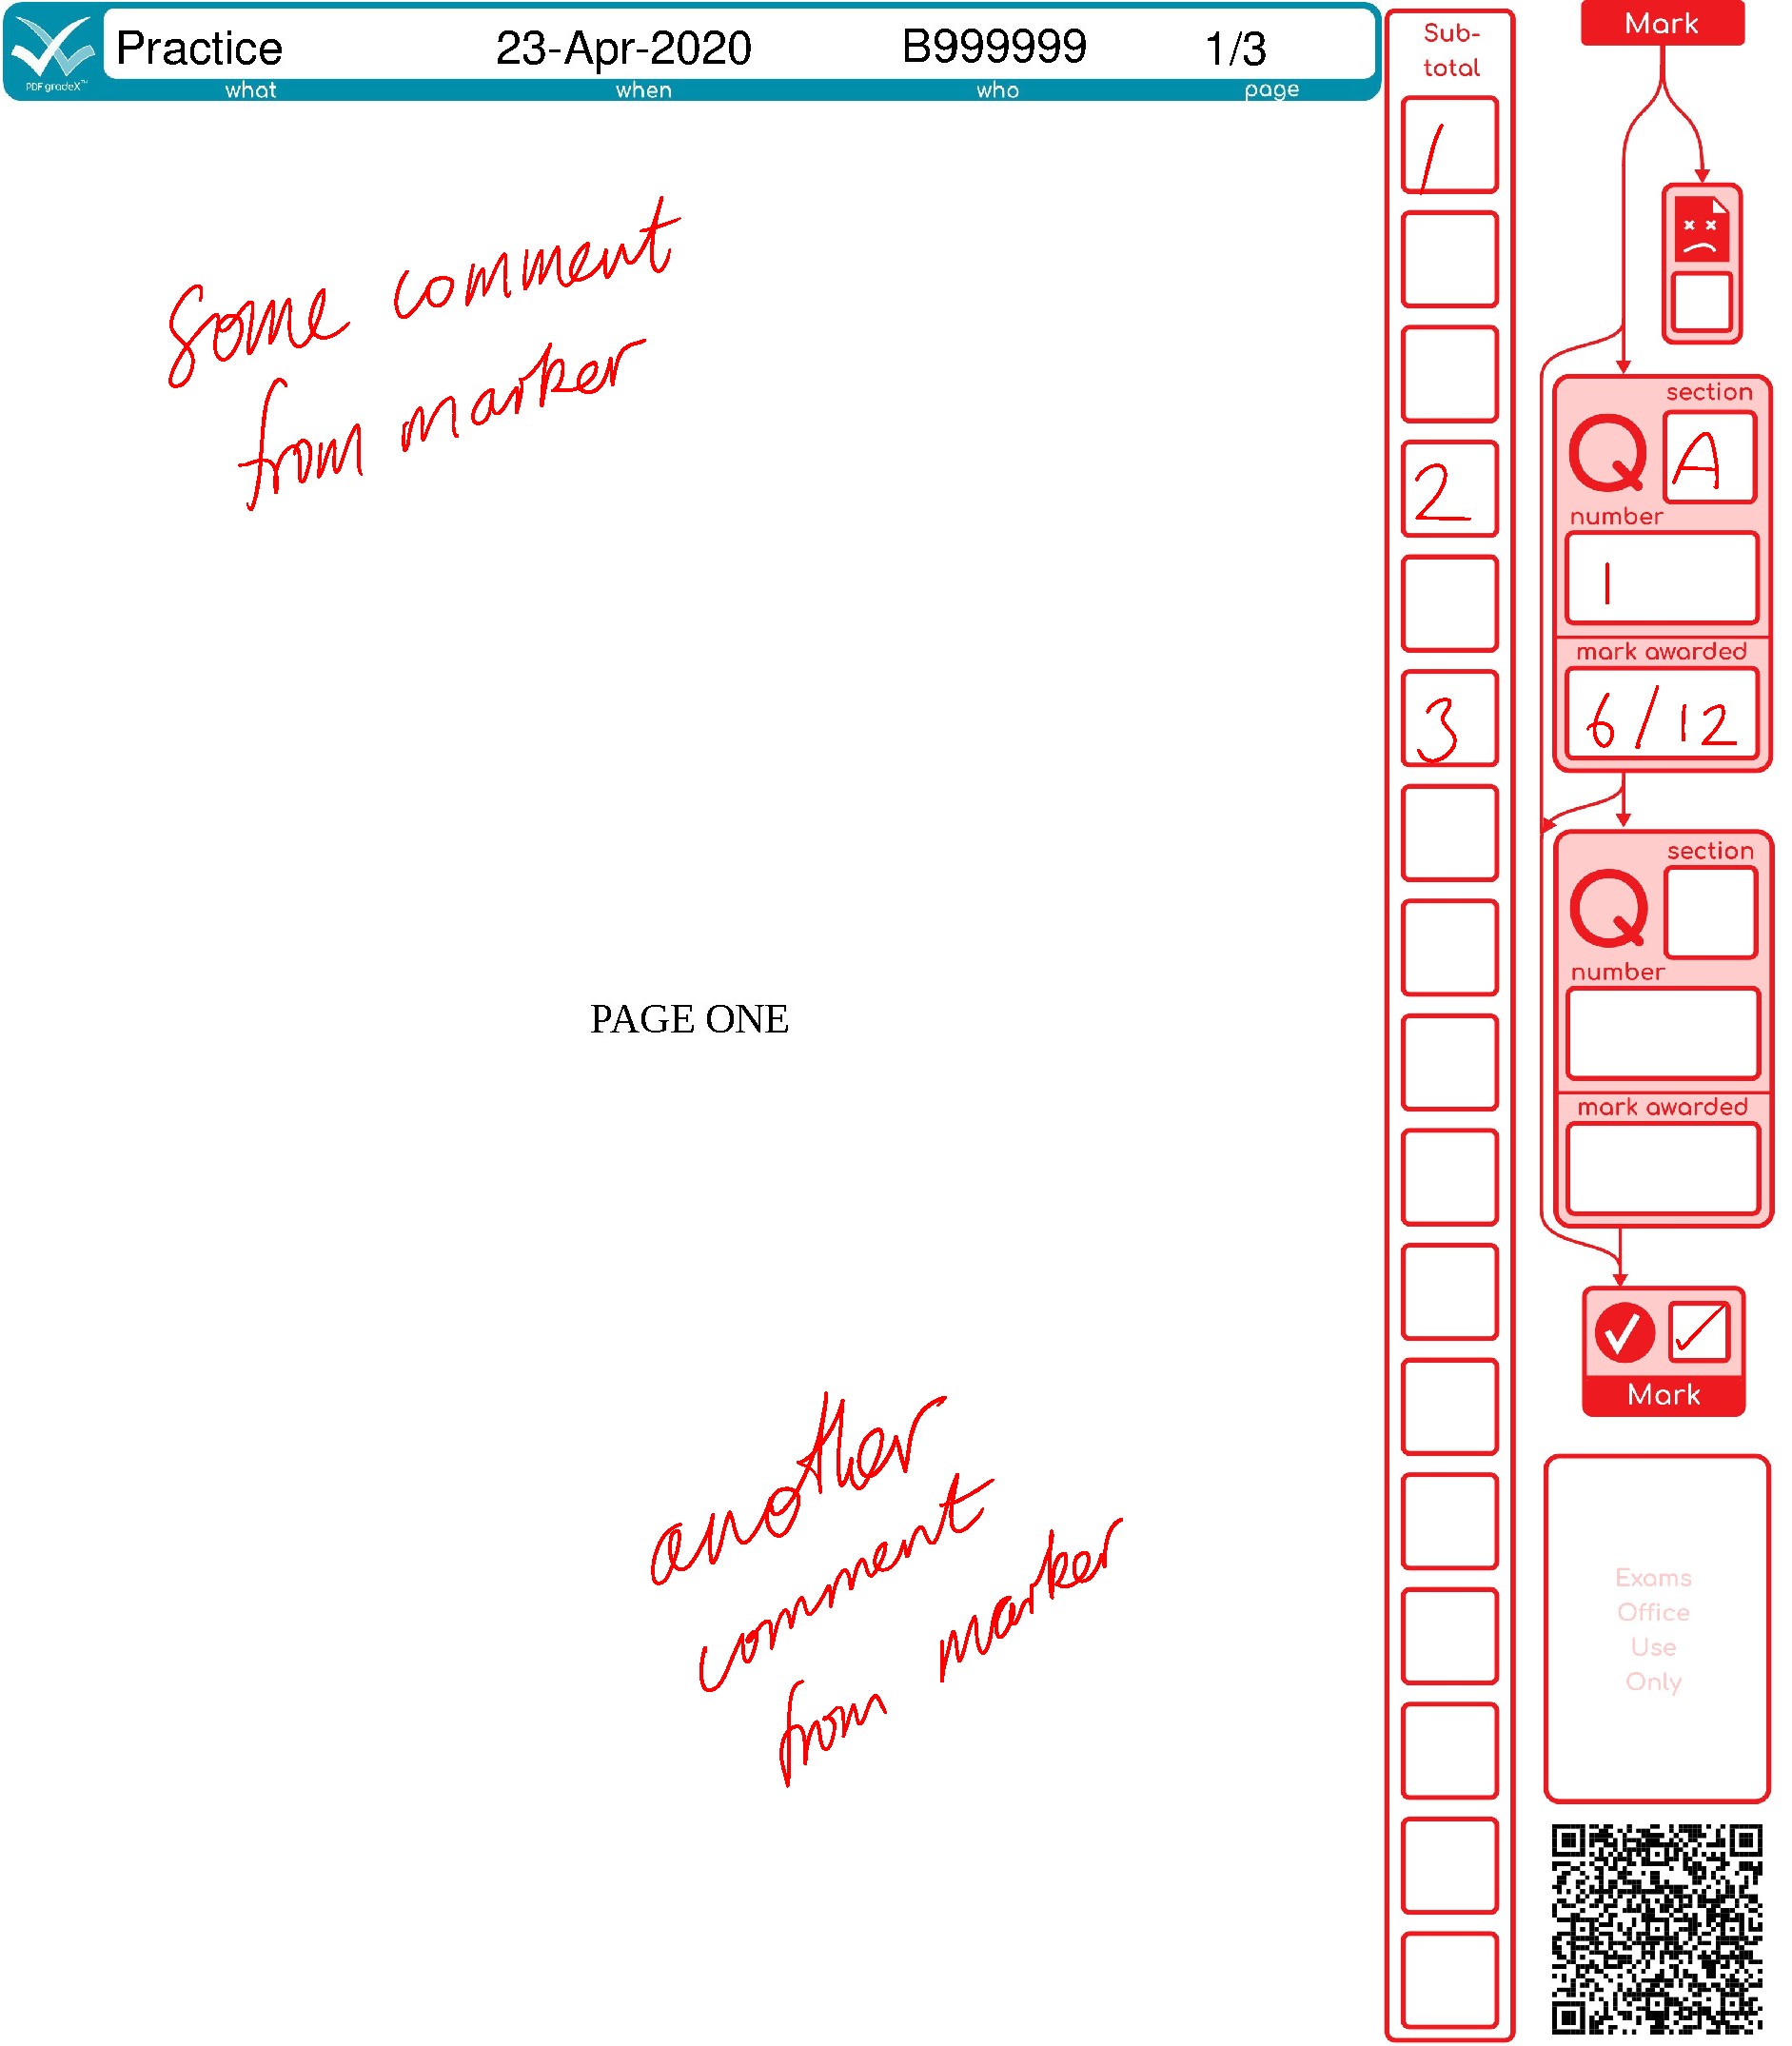 Practice 23-Apr-2020 B999999 1/3
PDF gradeX™ what when who page
Sub-
total
Mark
1
some comment
from marker
section
Q A
2
number
1
mark awarded
3
6/12
section
Q
number
PAGE ONE
mark awarded
Mark
another
comment
from marker
Exams
Office
Use
Only